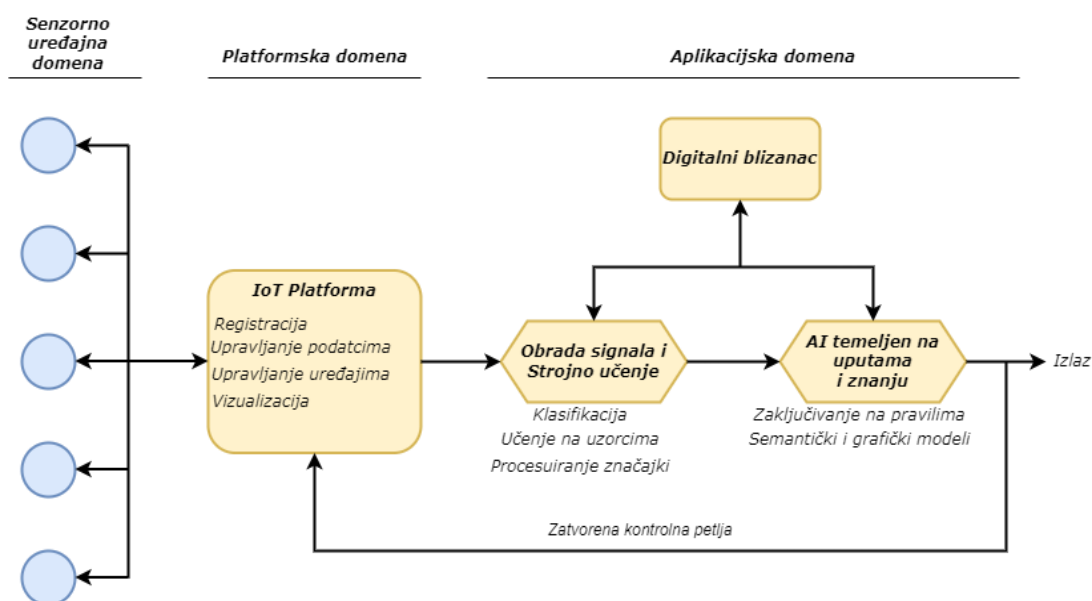 Senzorno
uređajna
domena
Platformska domena
Aplikacijska domena
Digitalni blizanac
IoT Platforma
Registracija
Upravljanje podatcima
Upravljanje uređajima
Vizualizacija
Obrada signala i
Strojno učenje
AI temeljen na
uputama
i znanju
Izlaz
Klasifikacija
Učenje na uzorcima
Procesuiranje značajki
Zaključivanje na pravilima
Semantički i grafički modeli
Zatvorena kontrolna petlja